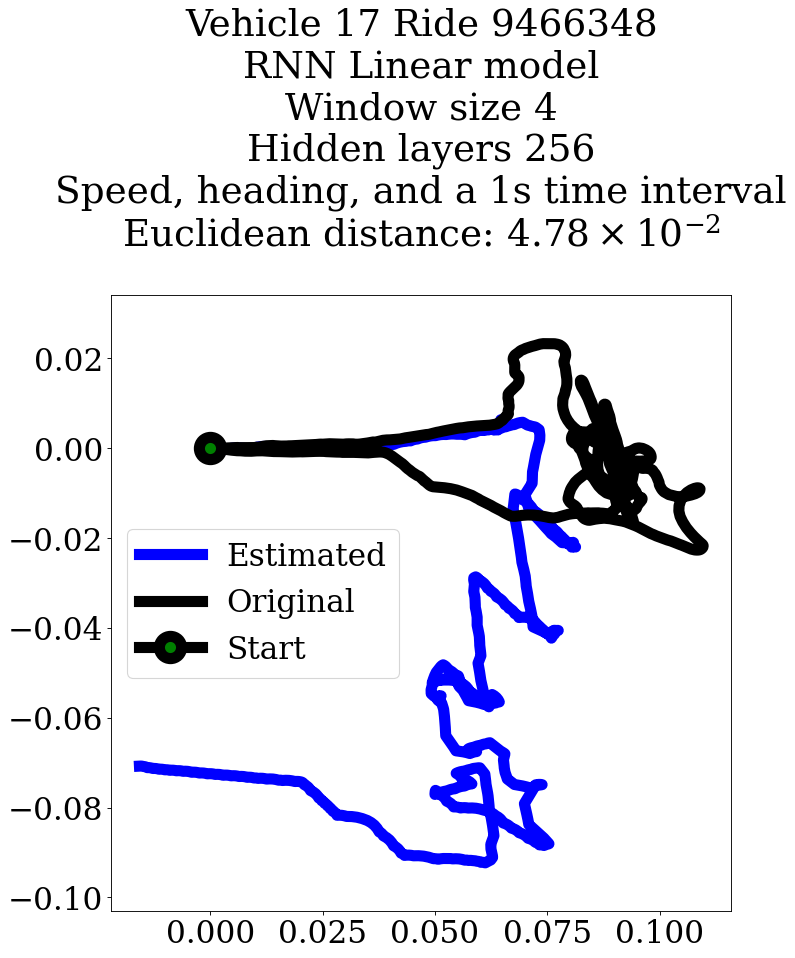 Vehicle 17 Ride 9466348
RNN Linear model
Window size 4
Hidden layers 256
Speed, heading, and a 1s time interval
Euclidean distance: 4.78 × 10⁻²
0.02
0.00
−0.02
−0.04
−0.06
−0.08
−0.10
Estimated
Original
Start
0.000 0.025 0.050 0.075 0.100